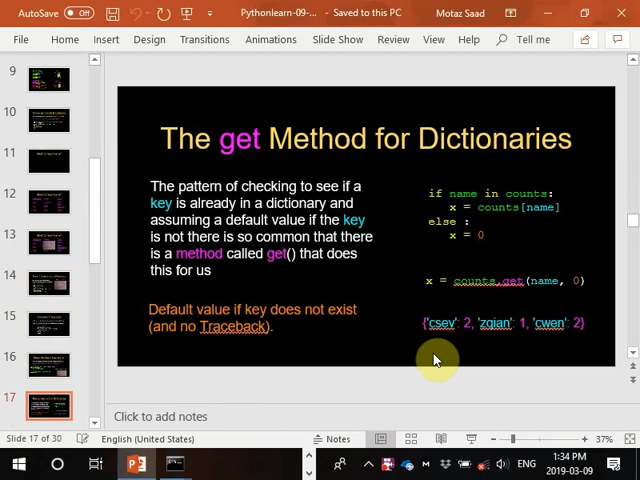 AutoSave Off
Pythonlearn-09-... - Saved to this PC
Motaz Saad
File Home Insert Design Transitions Animations Slide Show Review View Help Tell me
9
10
11
12
13
14
15
16
17
The get Method for Dictionaries
The pattern of checking to see if a
key is already in a dictionary and
assuming a default value if the key
is not there is so common that there
is a method called get() that does
this for us
Default value if key does not exist
(and no Traceback).
if name in counts:
x = counts[name]
else :
x = 0
x = counts.get(name, 0)
{'csev': 2, 'zqian': 1, 'cwen': 2}
Click to add notes
Slide 17 of 30 English (United States) Notes 37%
ENG
1:34 PM
2019-03-09